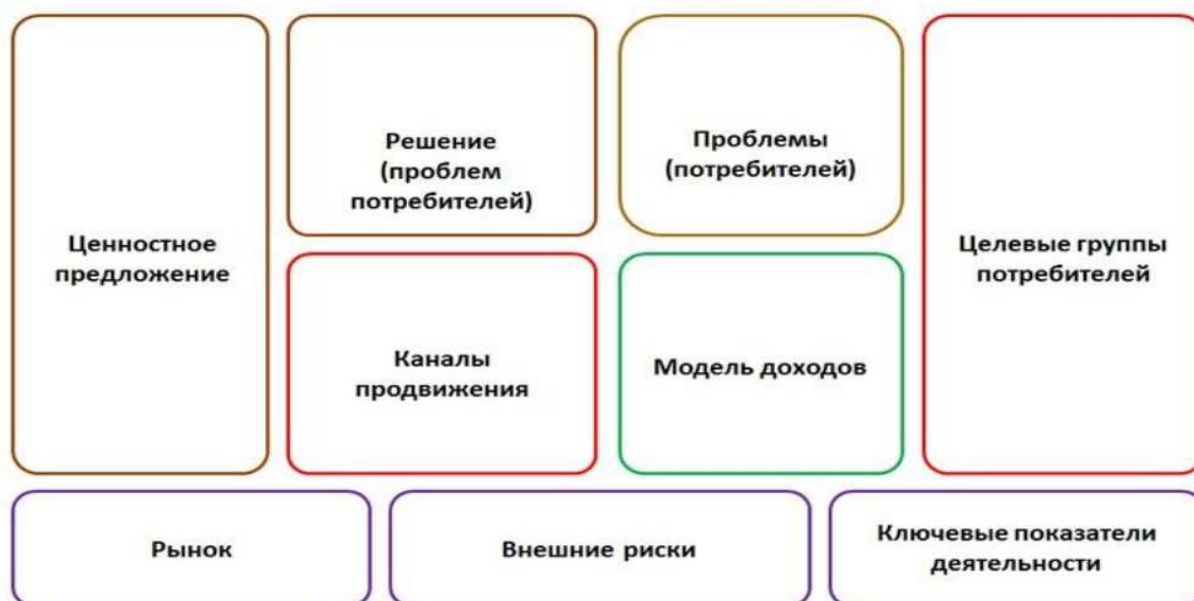 Ценностное
предложение
Решение
(проблем
потребителей)
Проблемы
(потребителей)
Каналы
продвижения
Модель доходов
Целевые группы
потребителей
Рынок
Внешние риски
Ключевые показатели
деятельности